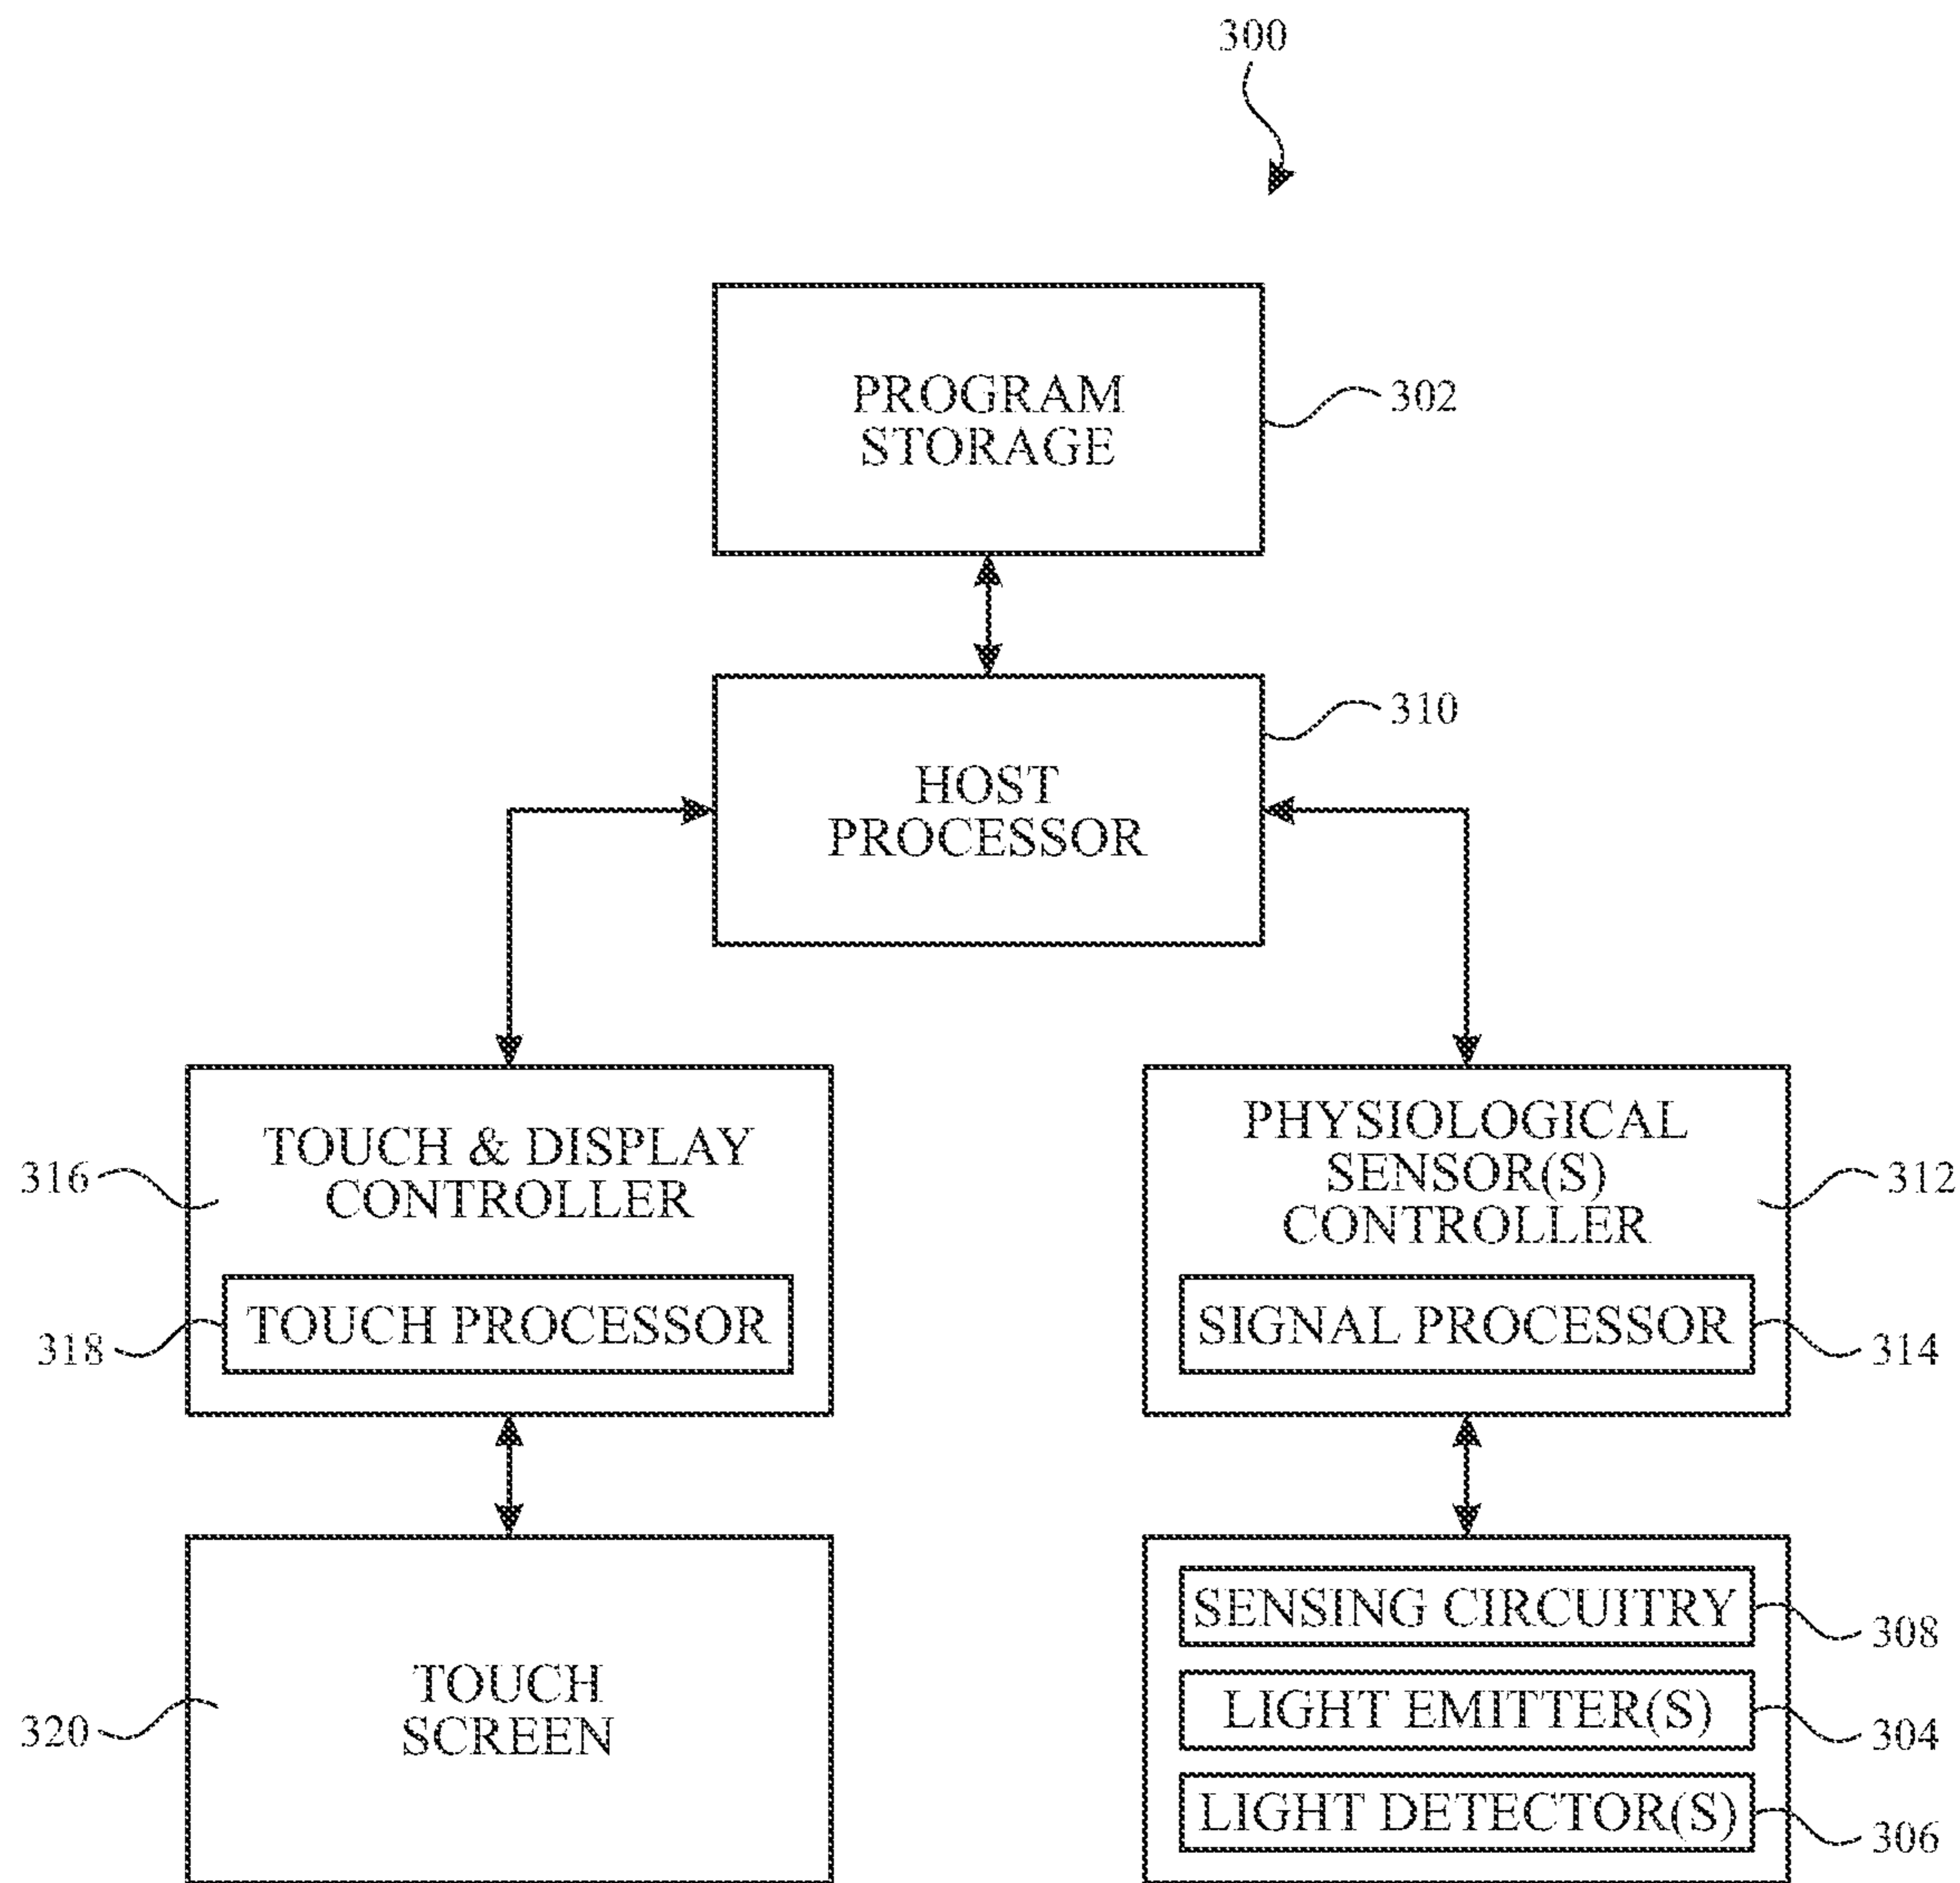 300
PROGRAM
STORAGE
302
310
HOST
PROCESSOR
316
TOUCH & DISPLAY
CONTROLLER
318
TOUCH PROCESSOR
PHYSIOLOGICAL
SENSOR(S)
CONTROLLER
312
SIGNAL PROCESSOR
314
320
TOUCH
SCREEN
SENSING CIRCUITRY
308
LIGHT EMITTER(S)
304
LIGHT DETECTOR(S)
306